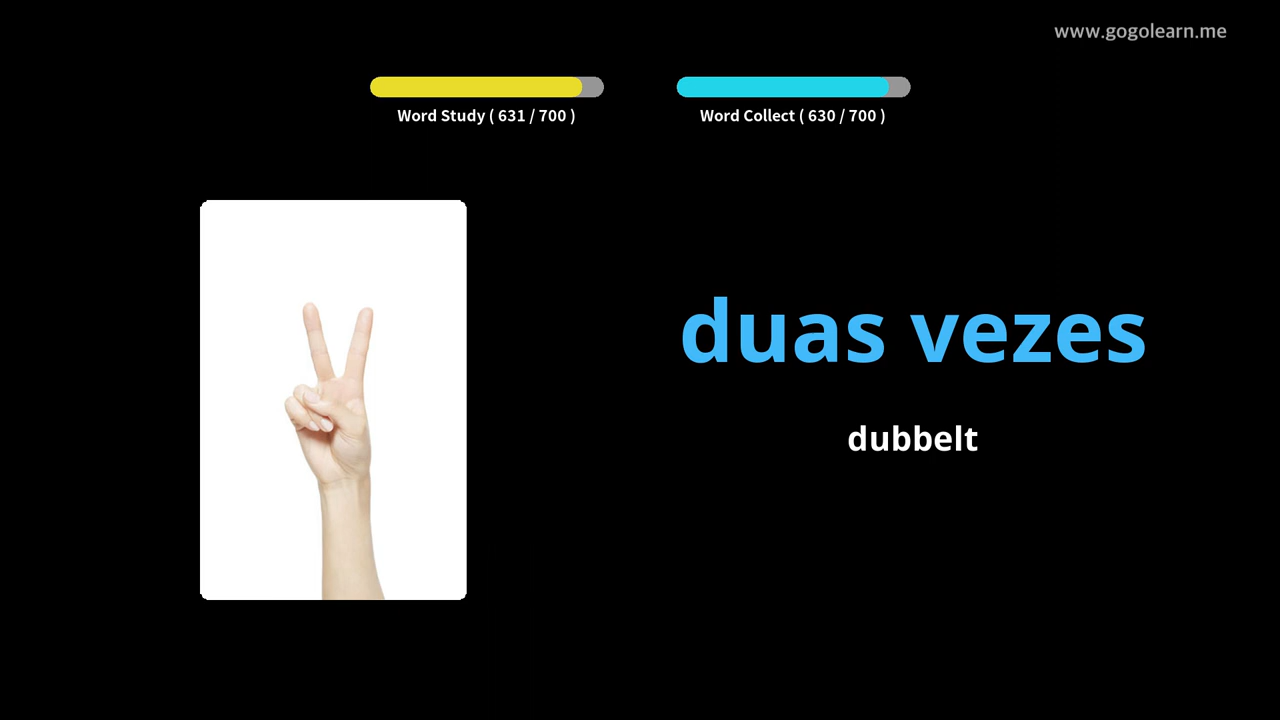 www.gogolearn.me
Word Study ( 631 / 700 )
Word Collect ( 630 / 700 )
duas vezes
dubbelt